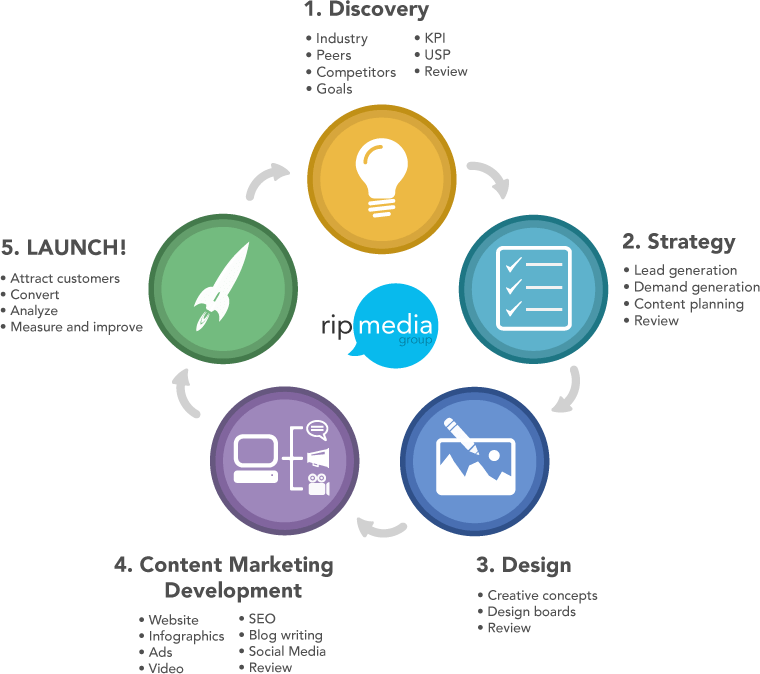 1. Discovery
• Industry
• Peers
• Competitors
• Goals
• KPI
• USP
• Review
2. Strategy
• Lead generation
• Demand generation
• Content planning
• Review
3. Design
• Creative concepts
• Design boards
• Review
4. Content Marketing
Development
• Website
• Infographics
• Ads
• Video
• SEO
• Blog writing
• Social Media
• Review
5. LAUNCH!
• Attract customers
• Convert
• Analyze
• Measure and improve
ripmedia
group